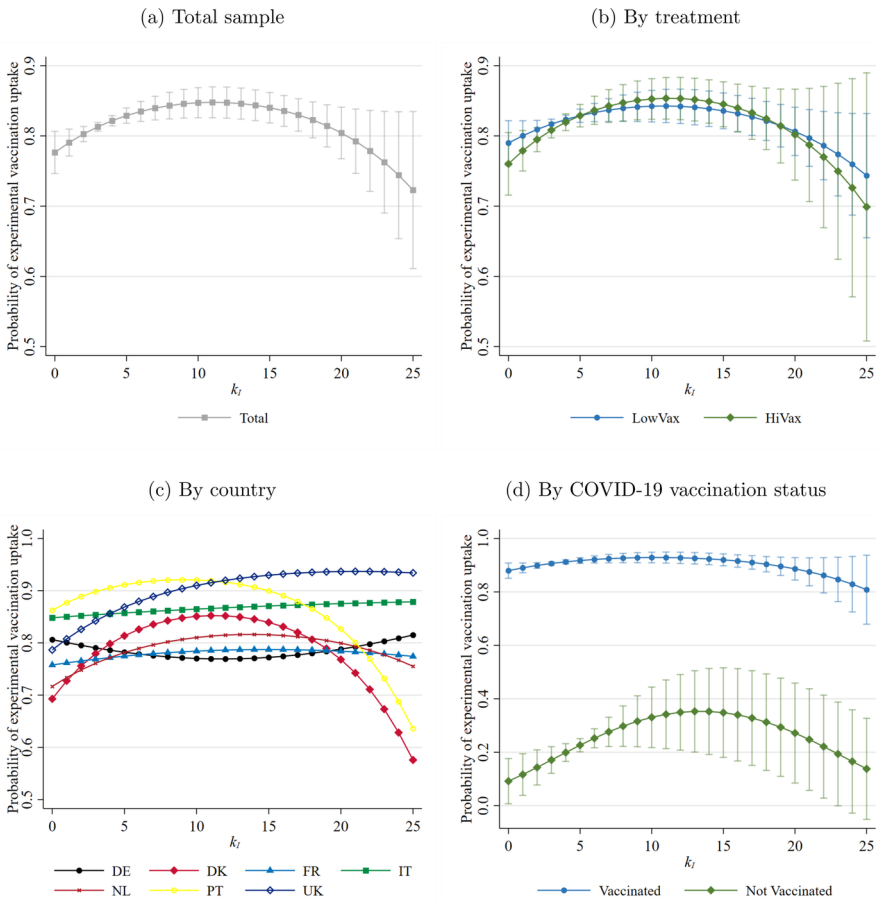 (a) Total sample
Probability of experimental vaccination uptake
0.9
0.8
0.7
0.6
0.5
0 5 10 15 20 25
k_I
Total
(b) By treatment
Probability of experimental vaccination uptake
0.9
0.8
0.7
0.6
0.5
0 5 10 15 20 25
k_I
LowVax HiVax
(c) By country
Probability of experimental vaccination uptake
1.0
0.9
0.8
0.7
0.6
0.5
0 5 10 15 20 25
k_I
DE DK FR IT
NL PT UK
(d) By COVID-19 vaccination status
Probability of experimental vaccination uptake
1.0
0.8
0.6
0.4
0.2
0.0
0 5 10 15 20 25
k_I
Vaccinated Not Vaccinated